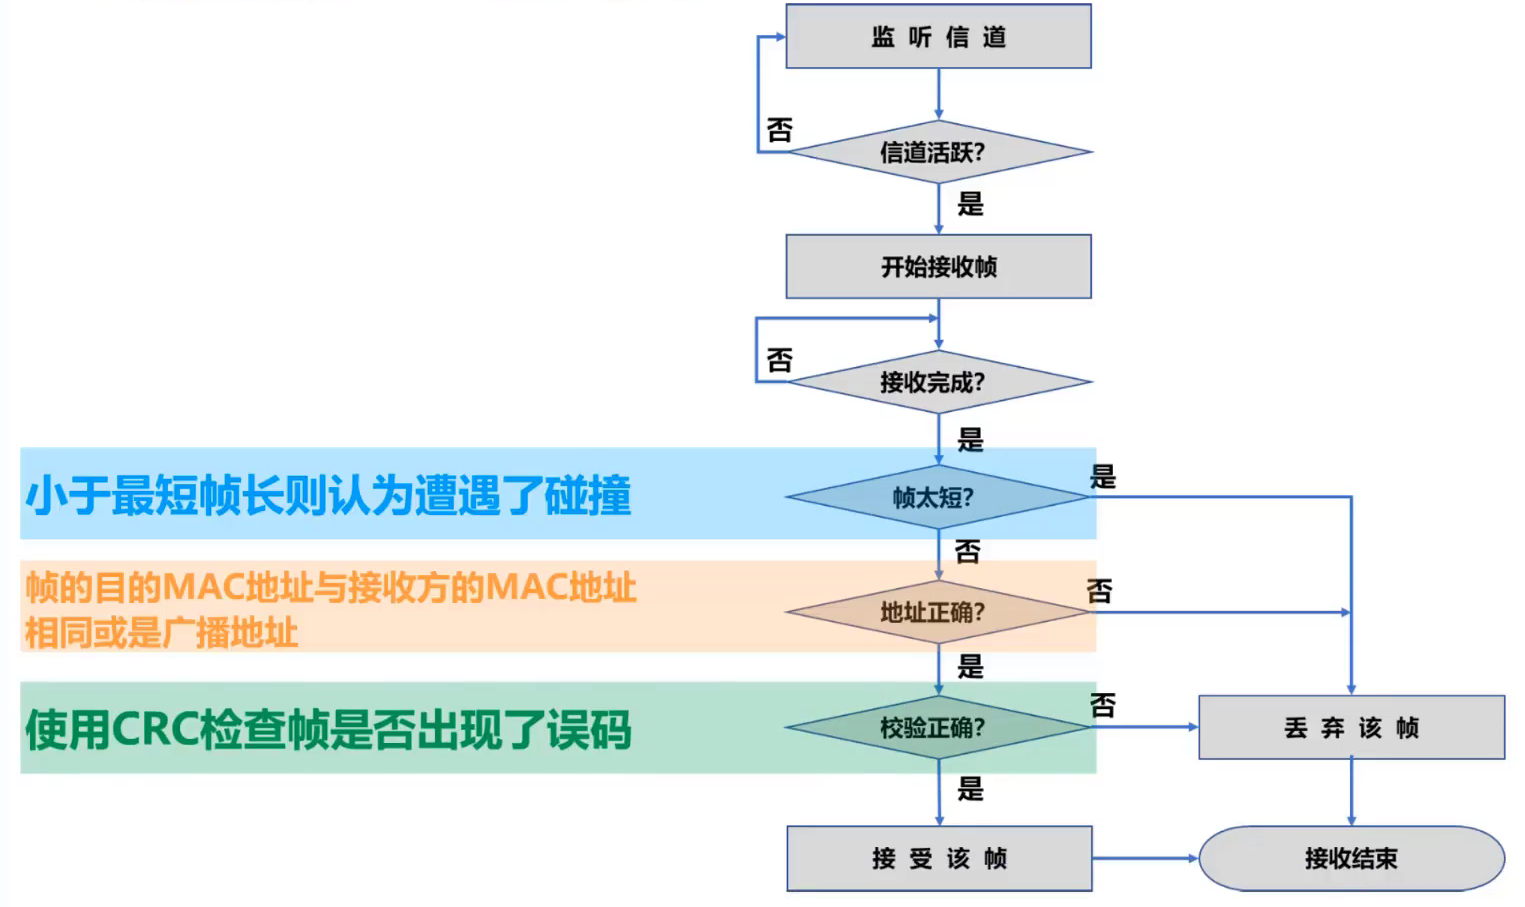 监 听 信 道
否
信道活跃?
是
开始接收帧
否
接收完成?
是
小于最短帧长则认为遭遇了碰撞
帧太短?
是
否
帧的目的MAC地址与接收方的MAC地址
相同或是广播地址
地址正确?
否
是
使用CRC检查帧是否出现了误码
校验正确?
否
丢 弃 该 帧
是
接 受 该 帧
接收结束